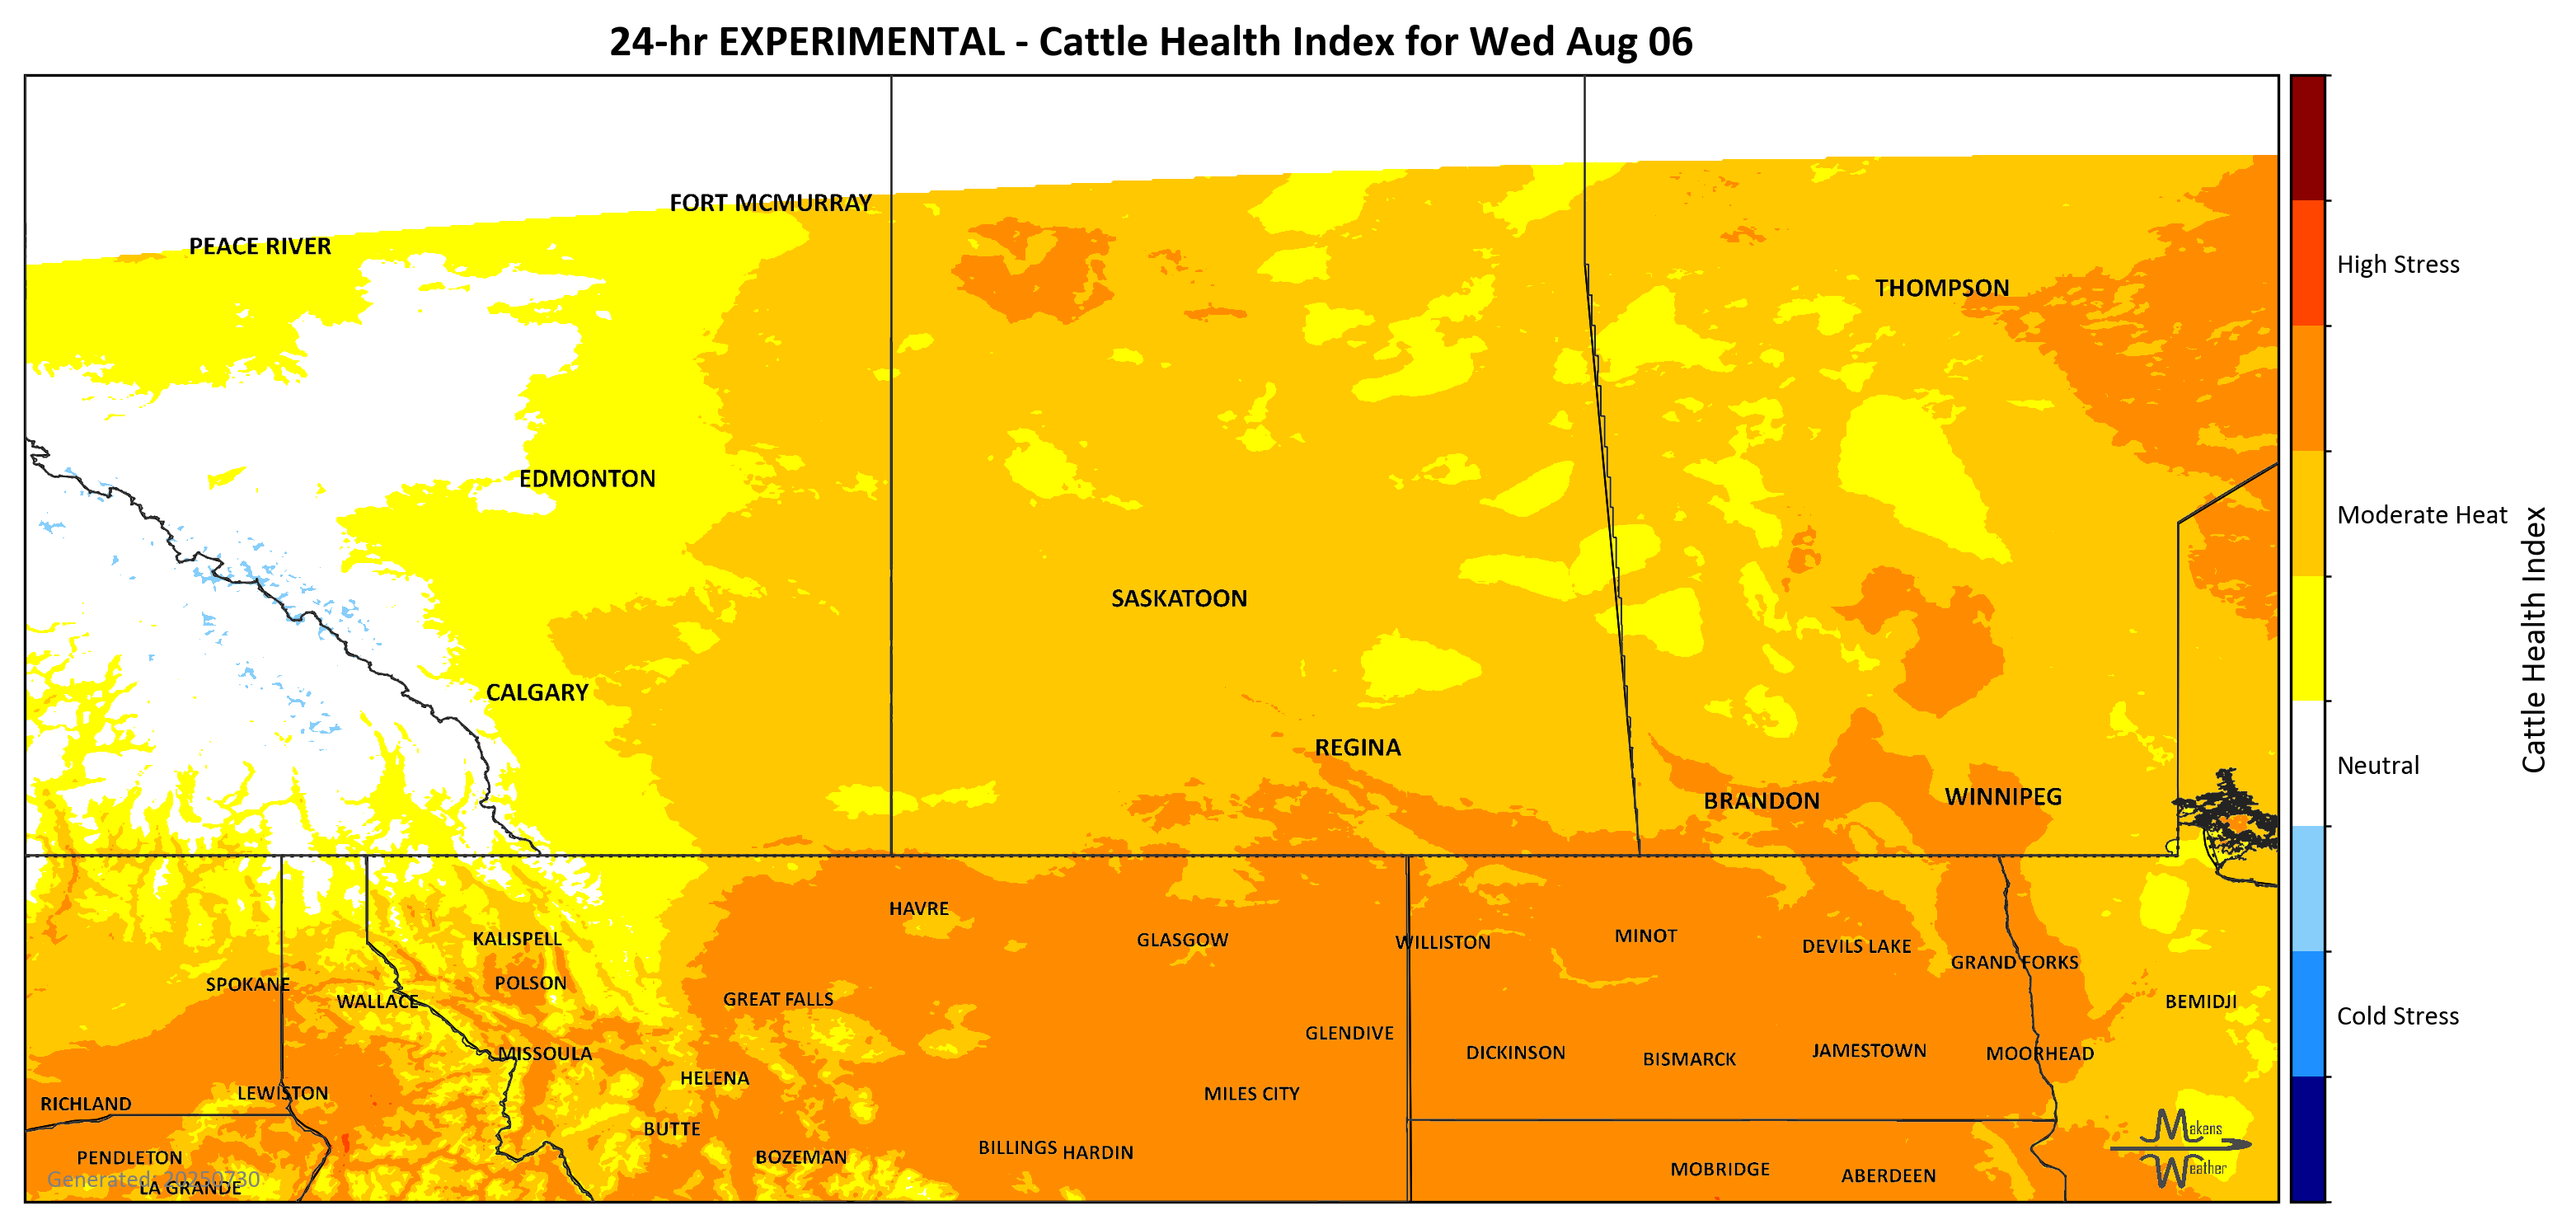 24-hr EXPERIMENTAL - Cattle Health Index for Wed Aug 06
FORT MCMURRAY
PEACE RIVER
THOMPSON
High Stress
EDMONTON
Moderate Heat
SASKATOON
CALGARY
REGINA
Neutral
BRANDON
WINNIPEG
Cattle Health Index
HAVRE
KALISPELL
GLASGOW
WILLISTON
MINOT
DEVILS LAKE
GRAND FORKS
SPOKANE
POLSON
WALLACE
GREAT FALLS
BEMIDJI
Cold Stress
GLENDIVE
MISSOULA
DICKINSON
BISMARCK
JAMESTOWN
MOORHEAD
HELENA
LEWISTON
MILES CITY
RICHLAND
BUTTE
Makens
Weather
BILLINGS
HARDIN
PENDLETON
BOZEMAN
MOBRIDGE
ABERDEEN
Generated: 20250730
LA GRANDE